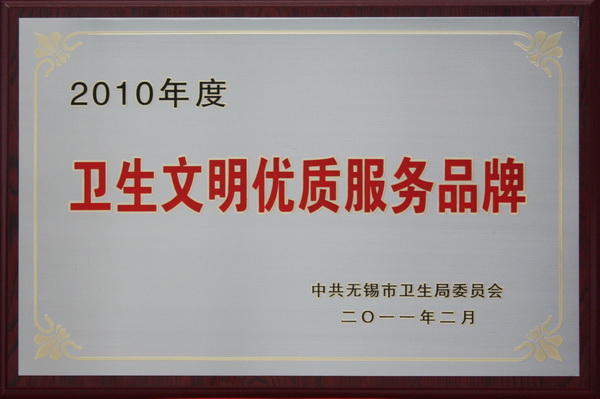 2010年度
卫生文明优质服务品牌
中共无锡市卫生局委员会
二〇一一年二月